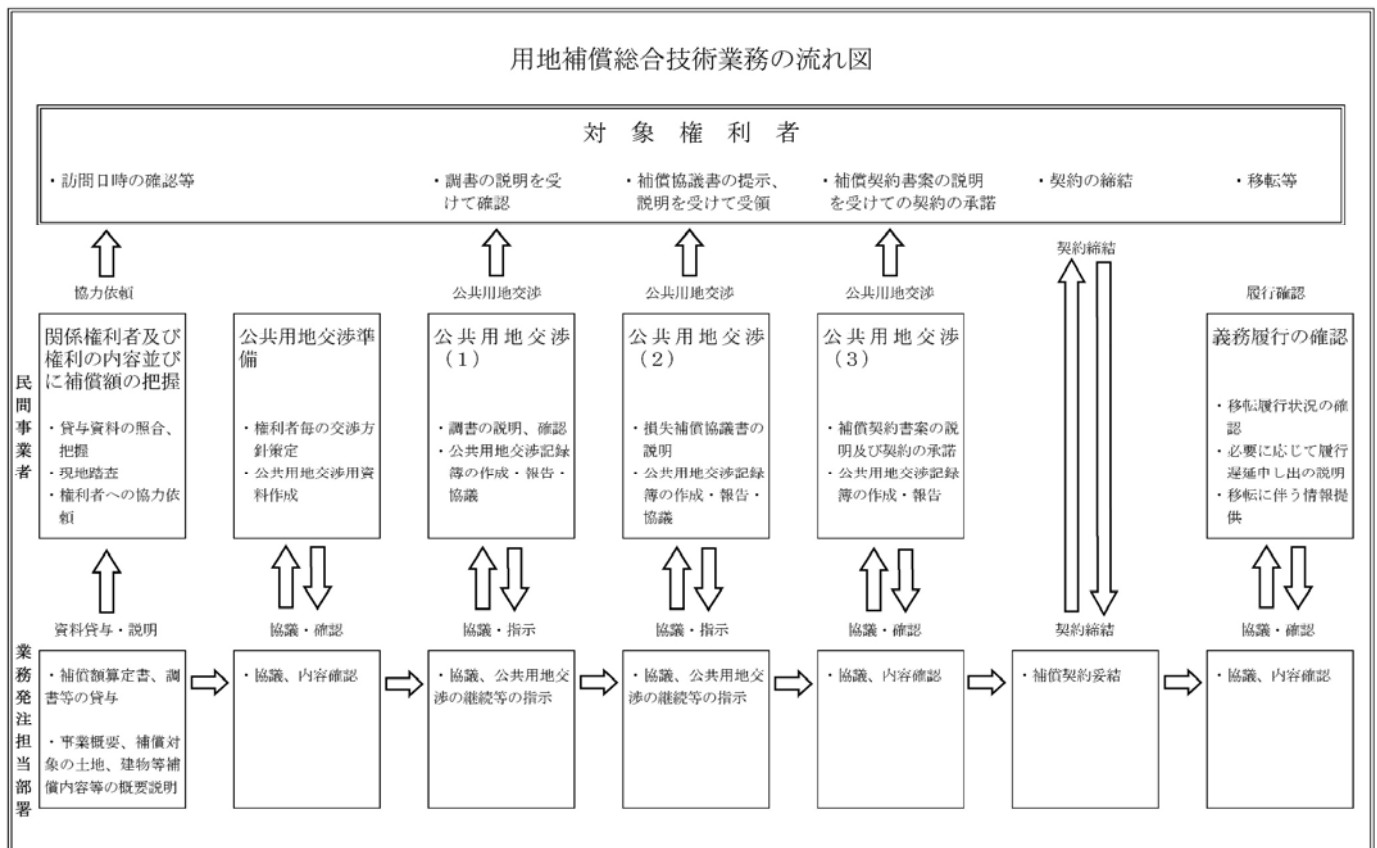 用地補償総合技術業務の流れ図
対象権利者
・訪問日時の確認等
・調書の説明を受
けて確認
・補償協議書の提示、
説明を受けて受領
・補償契約書案の説明
を受けての契約の承諾
・契約の締結
・移転等
協力依頼
公共用地交渉
公共用地交渉
公共用地交渉
契約締結
履行確認
民間事業者
関係権利者及び
権利の内容並び
に補償額の把握
・貸与資料の照合、
把握
・現地踏査
・権利者への協力依
頼
公共用地交渉準
備
・権利者毎の交渉方
針策定
・公共用地交渉用資
料作成
公共用地交渉
(1)
・調書の説明、確認
・公共用地交渉記録
簿の作成・報告・
協議
公共用地交渉
(2)
・損失補償協議書の
説明
・公共用地交渉記録
簿の作成・報告・
協議
公共用地交渉
(3)
・補償契約書案の説
明及び契約の承諾
・公共用地交渉記録
簿の作成・報告
義務履行の確認
・移転履行状況の確
認
・必要に応じて履行
遅延申し出の説明
・移転に伴う情報提
供
資料貸与・説明
協議・確認
協議・指示
協議・指示
協議・確認
契約締結
協議・確認
業務発注担当部署
・補償額算定書、調
書等の貸与
・事業概要、補償対
象の土地、建物等補
償内容等の概要説明
・協議、内容確認
・協議、公共用地交
渉の継続等の指示
・協議、公共用地交
渉の継続等の指示
・協議、内容確認
・補償契約妥結
・協議、内容確認